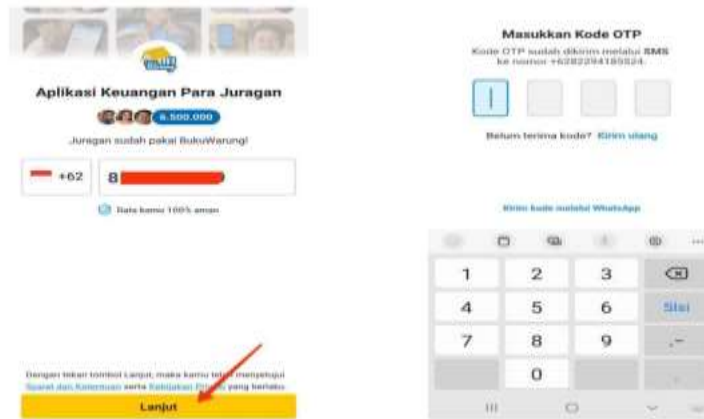 Aplikasi Keuangan Para Juragan
6.500.000
Juragan sudah pakai BukuWarung!
+62 8
Data kamu 100% aman
Dengan tekan tombol Lanjut, maka kamu telah menyetujui
Syarat dan Ketentuan serta Kebijakan Privasi yang berlaku
Lanjut
Masukkan Kode OTP
Kode OTP sudah dikirim melalui SMS
ke nomor +6282294185524.
Belum terima kode? Kirim ulang
Kirim kode melalui WhatsApp
1 2 3
4 5 6 Slsi
7 8 9 .-
0